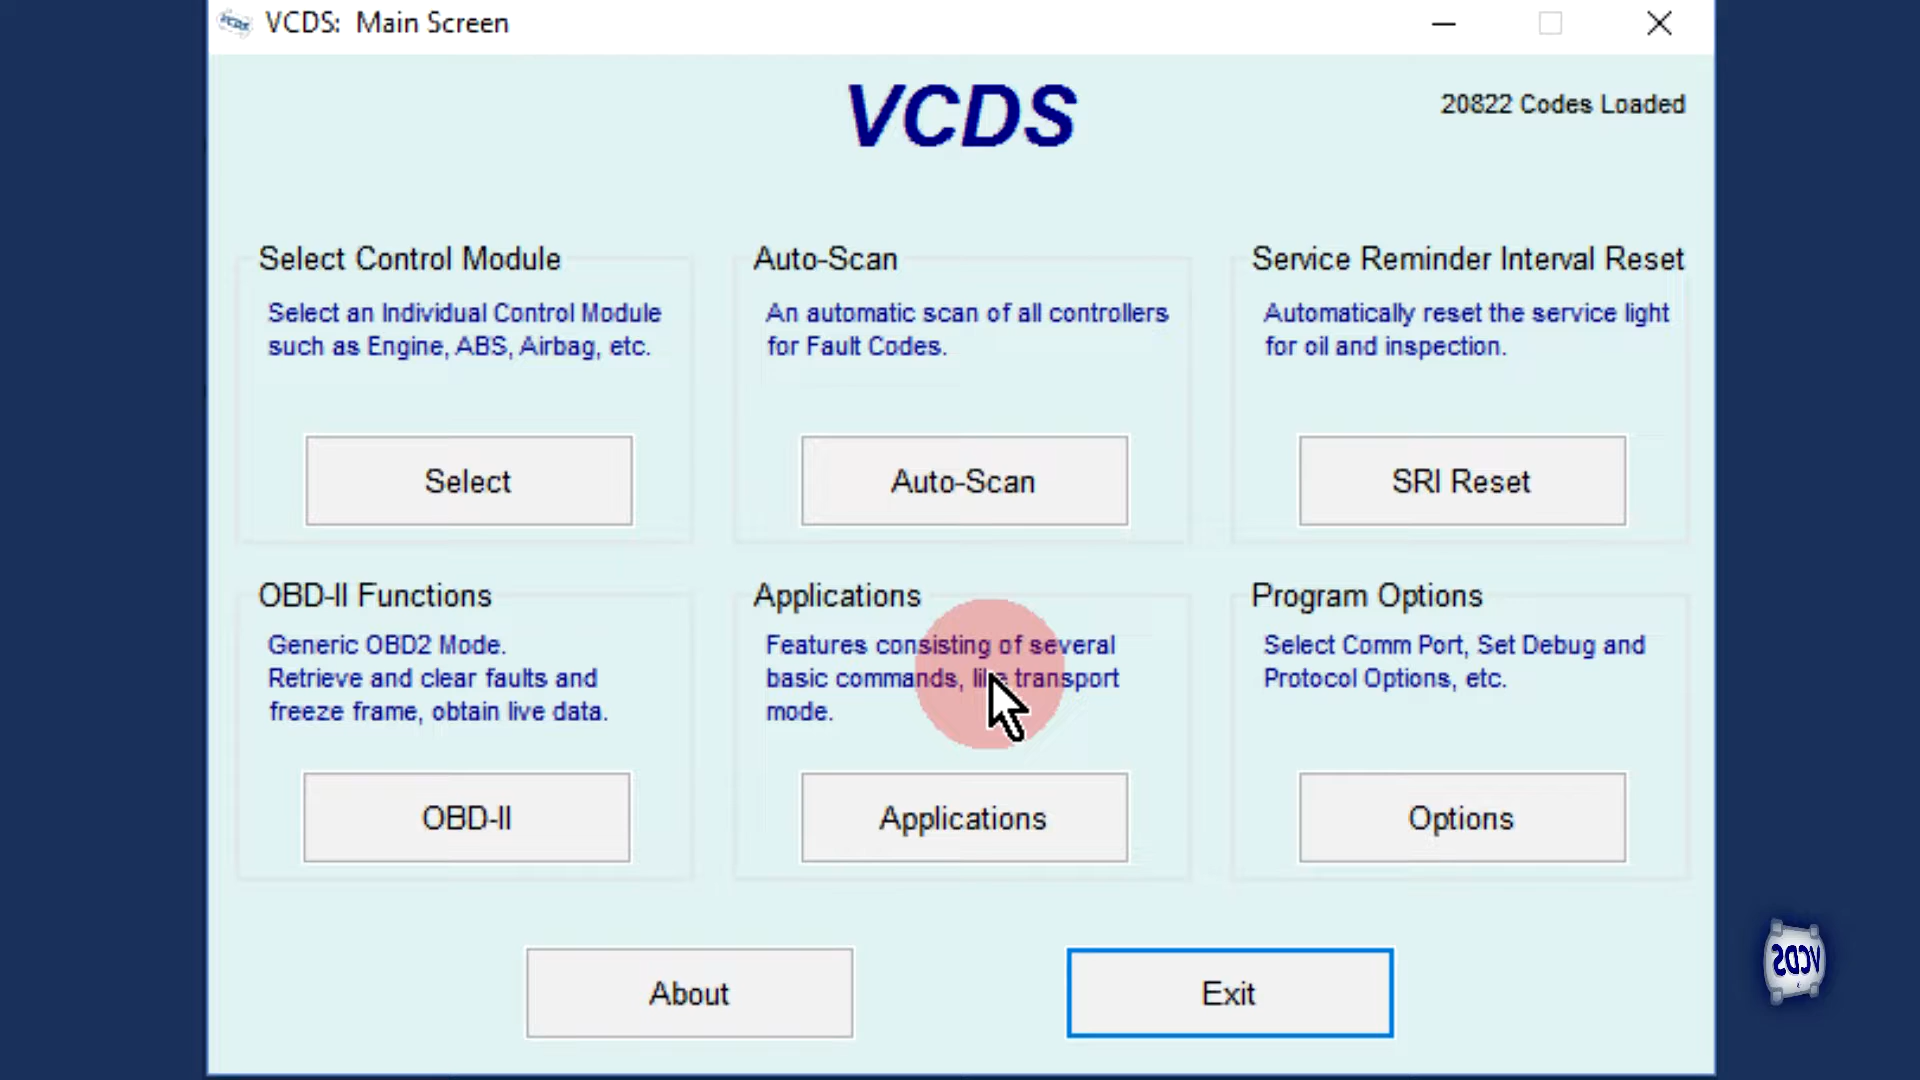 VCDS: Main Screen
VCDS
20822 Codes Loaded
Select Control Module
Select an Individual Control Module
such as Engine, ABS, Airbag, etc.
Select
Auto-Scan
An automatic scan of all controllers
for Fault Codes.
Auto-Scan
Service Reminder Interval Reset
Automatically reset the service light
for oil and inspection.
SRI Reset
OBD-II Functions
Generic OBD2 Mode.
Retrieve and clear faults and
freeze frame, obtain live data.
OBD-II
Applications
Features consisting of several
basic commands, like transport
mode.
Applications
Program Options
Select Comm Port, Set Debug and
Protocol Options, etc.
Options
About
Exit
VCDS